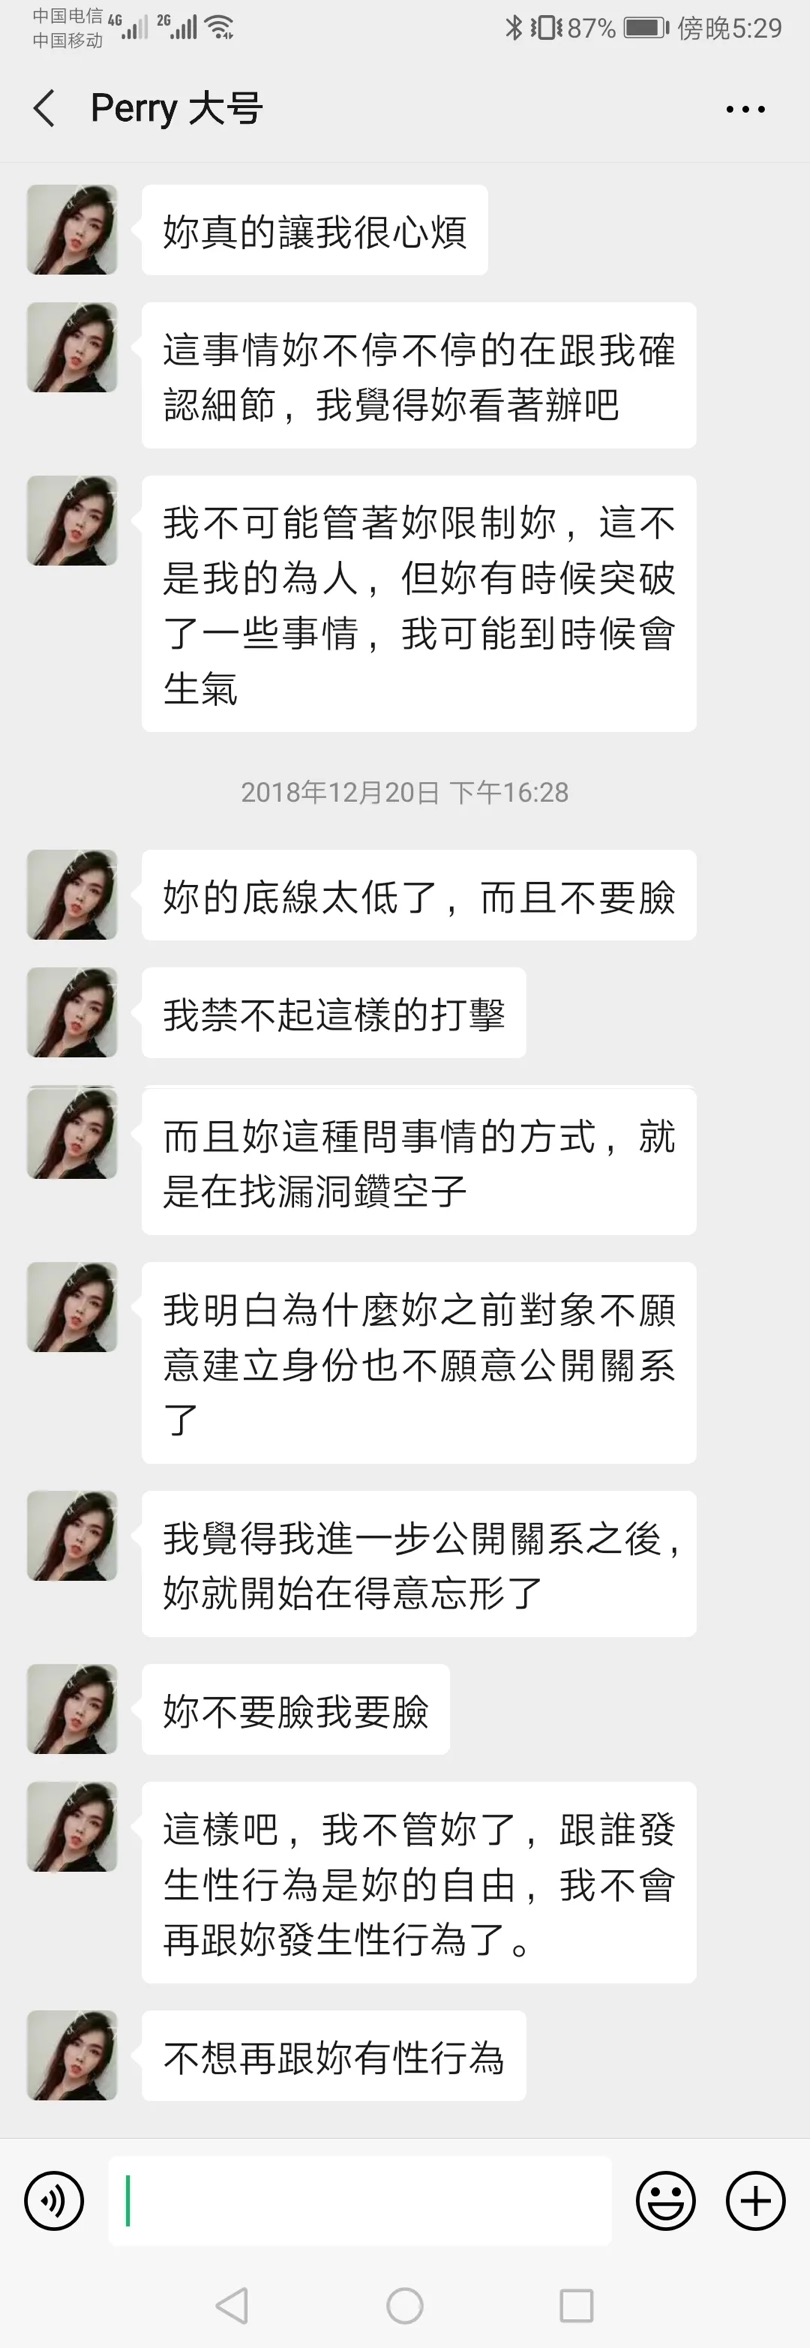 中国电信 4G 2G 87% 傍晚5:29
中国移动
Perry 大号
妳真的讓我很心煩
這事情妳不停不停的在跟我確
認細節，我覺得妳看著辦吧
我不可能管著妳限制妳，這不
是我的為人，但妳有時候突破
了一些事情，我可能到時候會
生氣
2018年12月20日 下午16:28
妳的底線太低了，而且不要臉
我禁不起這樣的打擊
而且妳這種問事情的方式，就
是在找漏洞鑽空子
我明白為什麼妳之前對象不願
意建立身份也不願意公開關系
了
我覺得我進一步公開關系之後，
妳就開始在得意忘形了
妳不要臉我要臉
這樣吧，我不管妳了，跟誰發
生性行為是妳的自由，我不會
再跟妳發生性行為了。
不想再跟妳有性行為